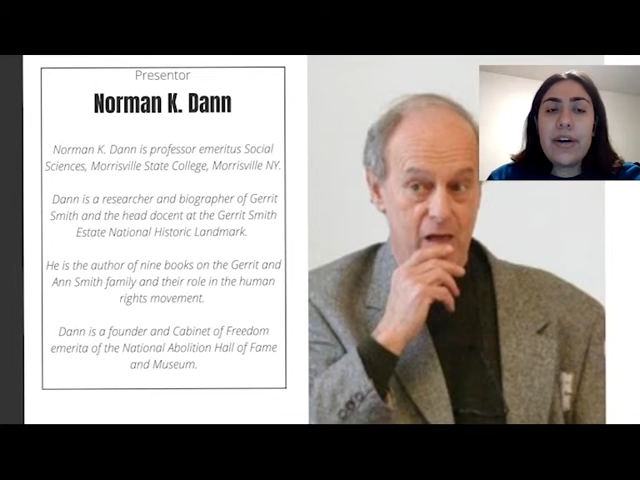 Presentor
Norman K. Dann
Norman K. Dann is professor emeritus Social
Sciences, Morrisville State College, Morrisville NY.
Dann is a researcher and biographer of Gerrit
Smith and the head docent at the Gerrit Smith
Estate National Historic Landmark.
He is the author of nine books on the Gerrit and
Ann Smith family and their role in the human
rights movement.
Dann is a founder and Cabinet of Freedom
emerita of the National Abolition Hall of Fame
and Museum.